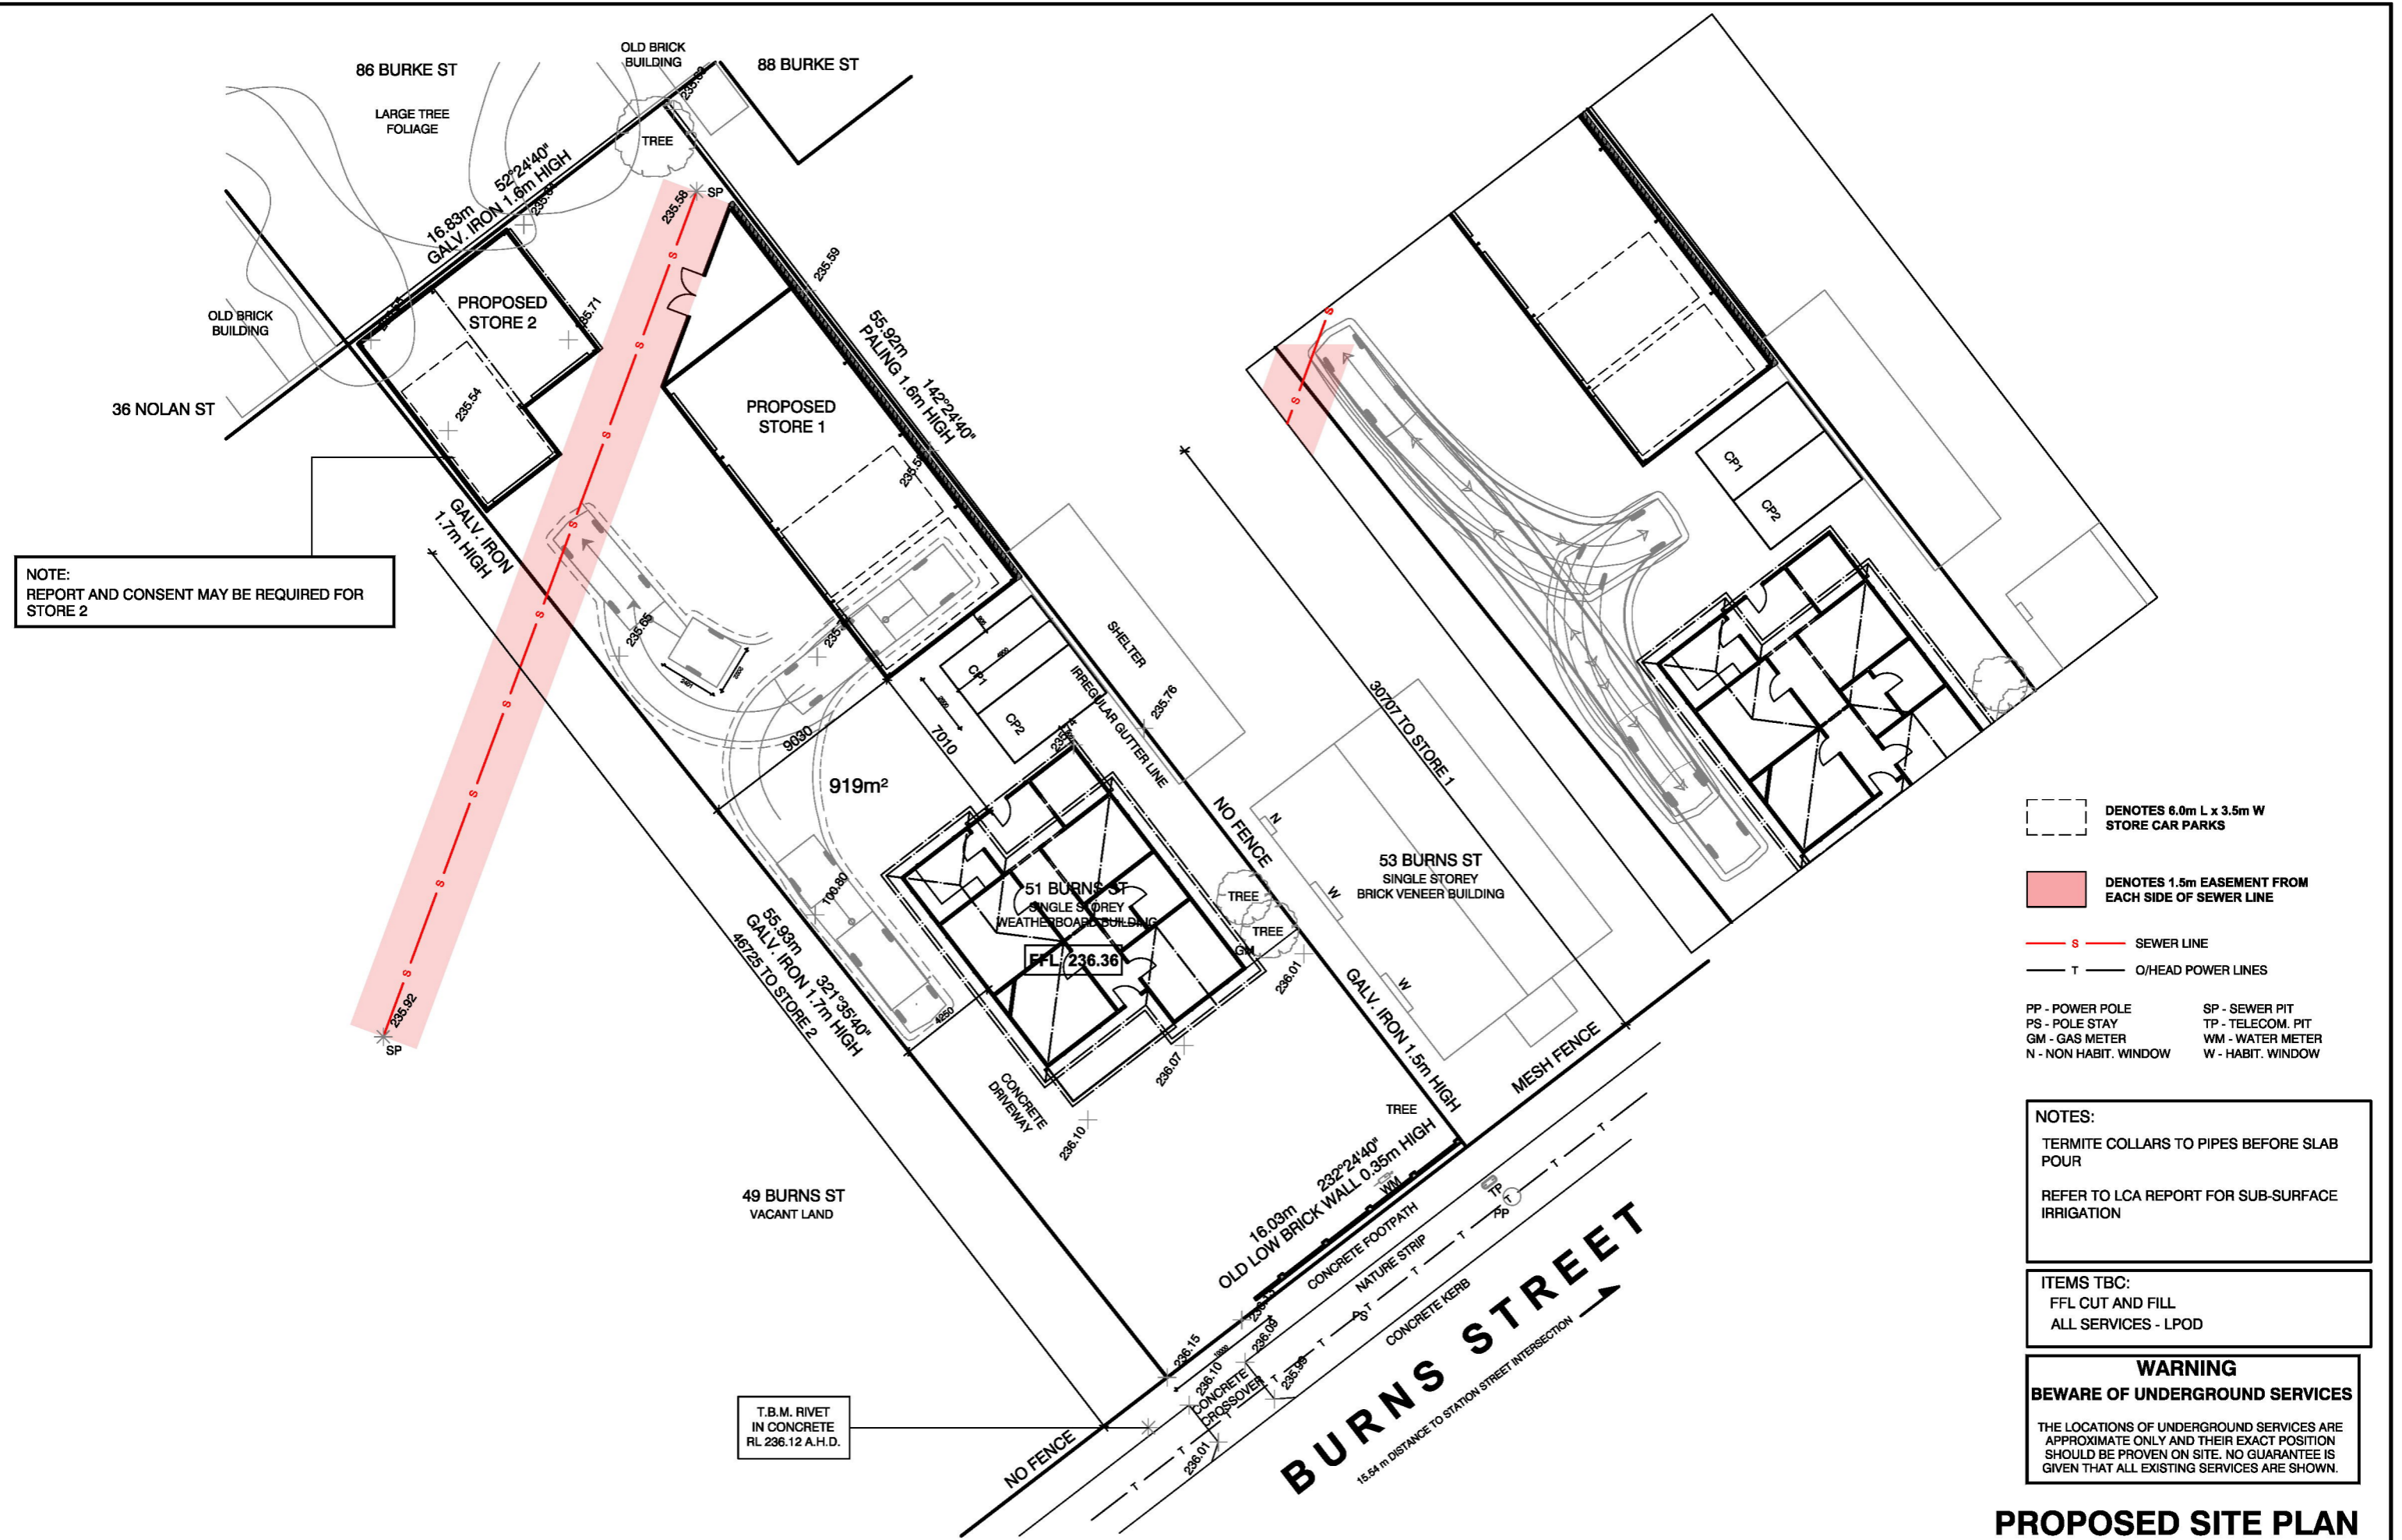 86 BURKE ST
LARGE TREE
FOLIAGE
OLD BRICK
BUILDING
88 BURKE ST
235.63
TREE
16.83m
52°24'40"
GALV. IRON 1.6m HIGH
SP
235.58
S
S
S
S
S
S
S
S
S
235.92
SP
235.59
OLD BRICK
BUILDING
PROPOSED
STORE 2
235.71
235.54
36 NOLAN ST
55.92m
142°24'40"
PALING 1.6m HIGH
PROPOSED
STORE 1
GALV. IRON
1.7m HIGH
NOTE:
REPORT AND CONSENT MAY BE REQUIRED FOR
STORE 2
235.65
9030
7010
CP1
CP2
SHELTER
IRREGULAR GUTTER LINE
235.76
919m²
NO FENCE
30707 TO STORE 1
N
W
W
53 BURNS ST
SINGLE STOREY
BRICK VENEER BUILDING
51 BURNS ST
SINGLE STOREY
WEATHERBOARD BUILDING
FFL 236.36
TREE
TREE
GM
236.01
100.80
4250
55.93m
321°35'40"
GALV. IRON 1.7m HIGH
46725 TO STORE 2
CONCRETE
DRIVEWAY
236.07
236.10
GALV. IRON 1.5m HIGH
MESH FENCE
TREE
16.03m
232°24'40"
OLD LOW BRICK WALL 0.35m HIGH
WM
TP
T
PP
T
T
T
T
T
T
T
T
PS
CONCRETE FOOTPATH
NATURE STRIP
CONCRETE KERB
49 BURNS ST
VACANT LAND
236.15
236.09
236.10
CONCRETE
CROSSOVER
235.99
236.01
T.B.M. RIVET
IN CONCRETE
RL 236.12 A.H.D.
NO FENCE
BURNS STREET
15.54 m DISTANCE TO STATION STREET INTERSECTION
S
S
CP1
CP2
DENOTES 6.0m L x 3.5m W
STORE CAR PARKS
DENOTES 1.5m EASEMENT FROM
EACH SIDE OF SEWER LINE
S SEWER LINE
T O/HEAD POWER LINES
PP - POWER POLE
PS - POLE STAY
GM - GAS METER
N - NON HABIT. WINDOW
SP - SEWER PIT
TP - TELECOM. PIT
WM - WATER METER
W - HABIT. WINDOW
NOTES:
TERMITE COLLARS TO PIPES BEFORE SLAB
POUR
REFER TO LCA REPORT FOR SUB-SURFACE
IRRIGATION
ITEMS TBC:
FFL CUT AND FILL
ALL SERVICES - LPOD
WARNING
BEWARE OF UNDERGROUND SERVICES
THE LOCATIONS OF UNDERGROUND SERVICES ARE
APPROXIMATE ONLY AND THEIR EXACT POSITION
SHOULD BE PROVEN ON SITE. NO GUARANTEE IS
GIVEN THAT ALL EXISTING SERVICES ARE SHOWN.
PROPOSED SITE PLAN